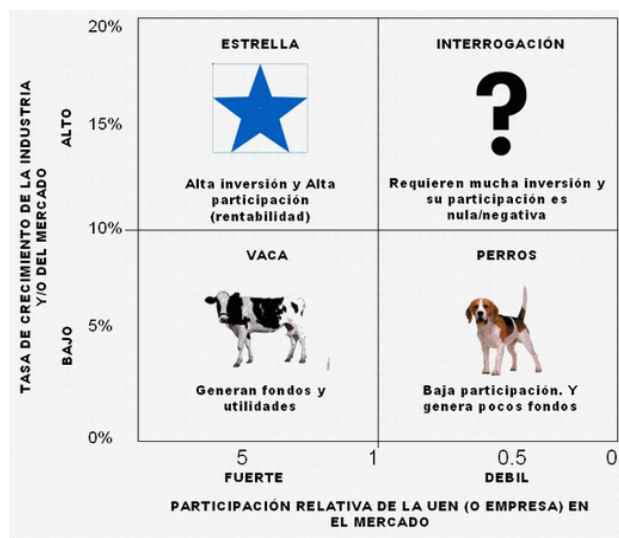 20%
ESTRELLA
INTERROGACIÓN
TASA DE CRECIMIENTO DE LA INDUSTRIA
Y/O DEL MERCADO
ALTO
15%
?
Alta inversión y Alta
participación
(rentabilidad)
Requieren mucha inversión y
su participación es
nula/negativa
10%
VACA
PERROS
BAJO
5%
Generan fondos y
utilidades
Baja participación. Y
genera pocos fondos
0%
5
1
0.5
0
FUERTE
DEBIL
PARTICIPACIÓN RELATIVA DE LA UEN (O EMPRESA) EN
EL MERCADO